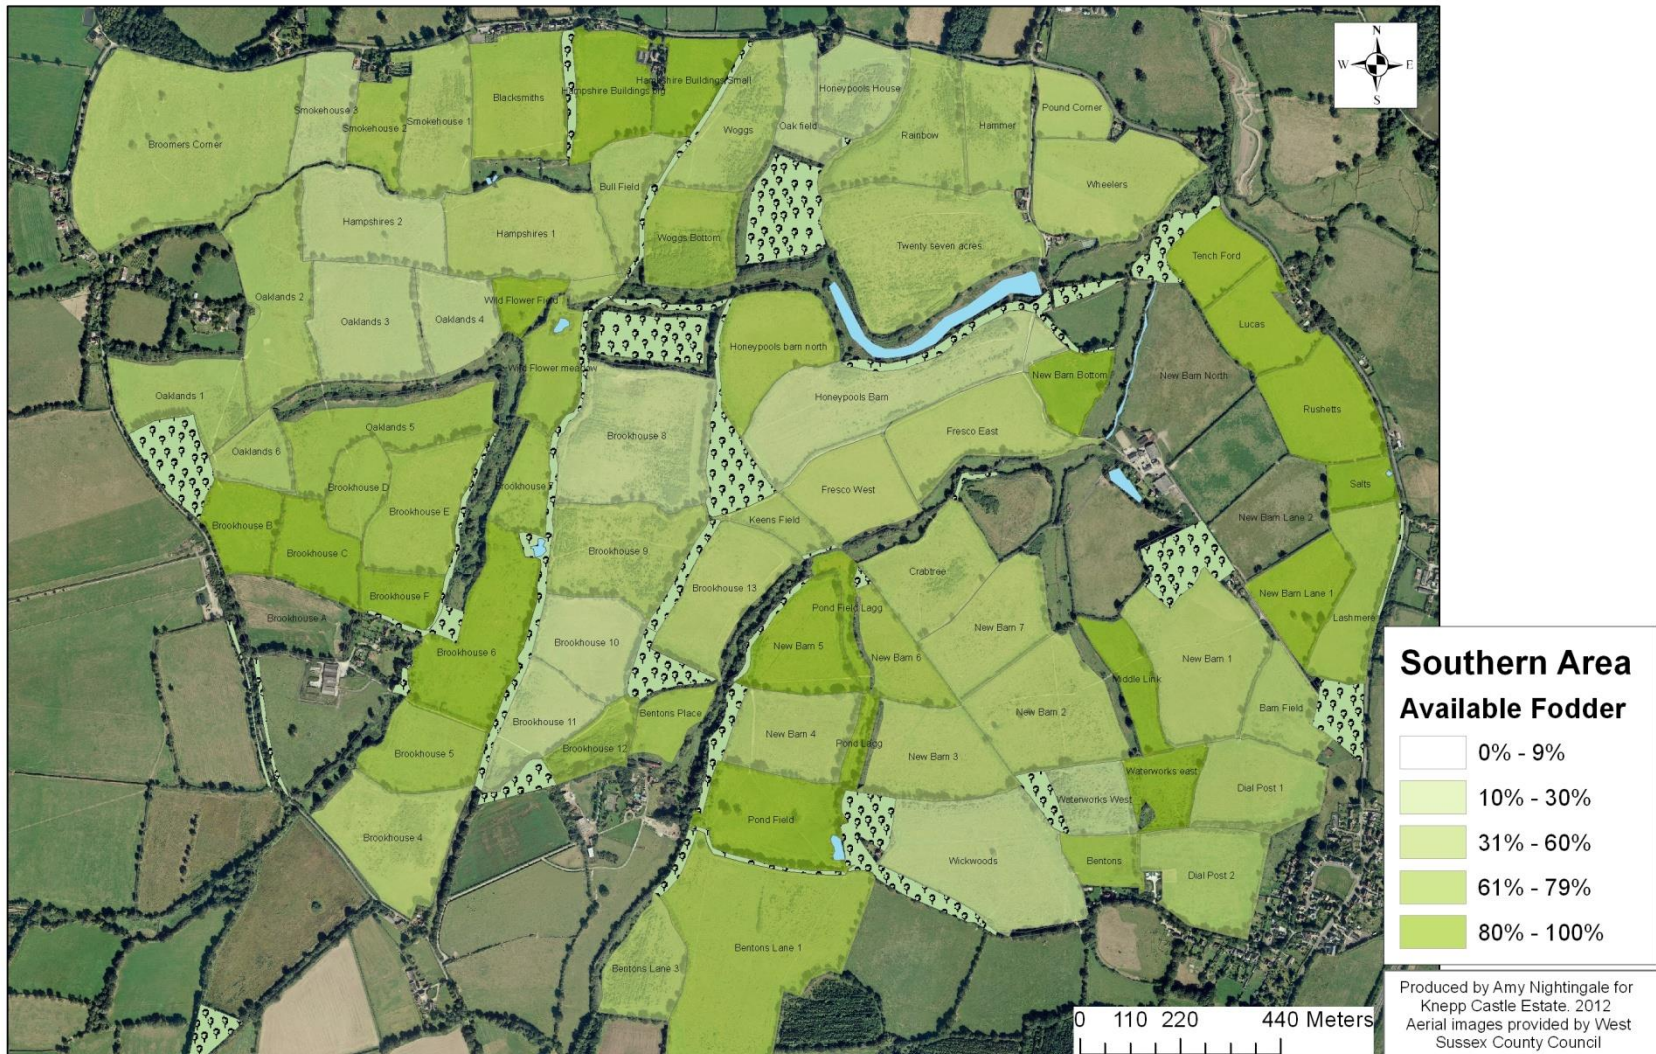 N
W E
S
Hampshire Buildings Small
Hampshire Buildings big
Blacksmiths
Smokehouse 3
Smokehouse 2
Smokehouse 1
Broomers Corner
Woggs
Oak field
Honeypools House
Rainbow
Hammer
Pound Corner
Wheelers
Bull Field
Hampshires 2
Hampshires 1
Woggs Bottom
Twenty seven acres
Tench Ford
Oaklands 2
Oaklands 3
Oaklands 4
Wild Flower Field
Lucas
Honeypools barn north
Wild Flower meadow
New Barn Bottom
New Barn North
Oaklands 1
Honeypools Barn
Rushetts
Oaklands 5
Brookhouse 8
Fresco East
Oaklands 6
Brookhouse D
Brookhouse E
Fresco West
Salts
Brookhouse B
Keens Field
New Barn Lane 2
Brookhouse C
Brookhouse 9
Crabtree
Brookhouse 13
Brookhouse F
New Barn Lane 1
Lashmere
Brookhouse A
Pond Field Lagg
New Barn 7
Brookhouse 10
New Barn 5
New Barn 6
Brookhouse 6
New Barn 1
Middle Link
Barn Field
Bentons Place
New Barn 2
Brookhouse 11
New Barn 4
Pond Lagg
Brookhouse 5
Brookhouse 12
New Barn 3
Waterworks east
Dial Post 1
Waterworks West
Pond Field
Brookhouse 4
Wickwoods
Bentons
Dial Post 2
Bentons Lane 1
Bentons Lane 3
0 110 220 440 Meters
Southern Area
Available Fodder
0% - 9%
10% - 30%
31% - 60%
61% - 79%
80% - 100%
Produced by Amy Nightingale for
Knepp Castle Estate. 2012
Aerial images provided by West
Sussex County Council